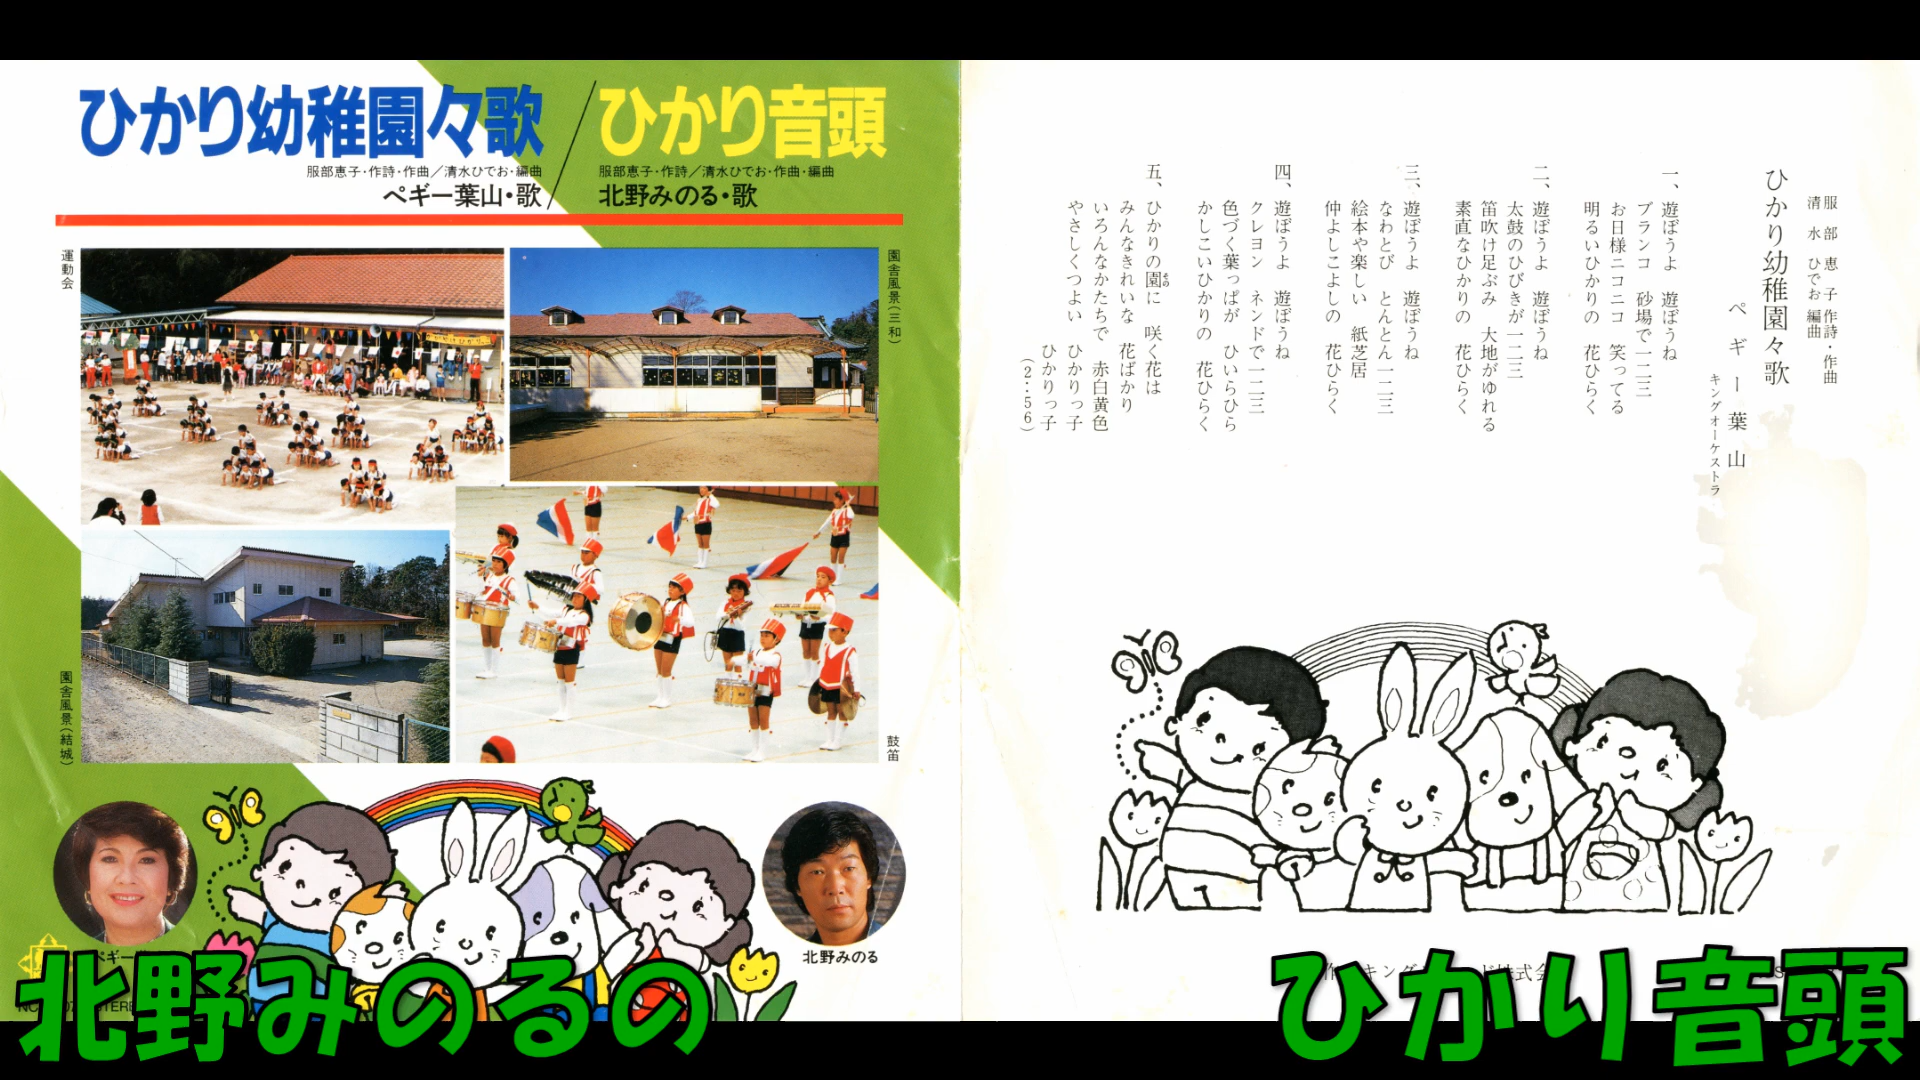 ひかり幼稚園々歌
服部恵子・作詩・作曲／清水ひでお・編曲
ペギー葉山・歌
ひかり音頭
服部恵子・作詩／清水ひでお・作曲・編曲
北野みのる・歌
運動会
園舎風景（三和）
園舎風景（結城）
鼓笛
ペギー
北野みのる
服部恵子 作詩・作曲
清水ひでお 編曲
ひかり幼稚園々歌
ペギー葉山
キングオーケストラ
一、遊ぼうよ 遊ぼうね
ブランコ 砂場で一二三
お日様ニコニコ 笑ってる
明るいひかりの 花ひらく
二、遊ぼうよ 遊ぼうね
太鼓のひびきが一二三
笛吹け足ぶみ 大地がゆれる
素直なひかりの 花ひらく
三、遊ぼうよ 遊ぼうね
なわとび とんとん一二三
絵本や楽しい 紙芝居
仲よしこよしの 花ひらく
四、遊ぼうよ 遊ぼうね
クレヨン ネンドで一二三
色づく葉っぱが ひいらひら
かしこいひかりの 花ひらく
五、ひかりの園に 咲く花は
みんなきれいな 花ばかり
いろんなかたちで 赤白黄色
やさしくつよい ひかりっ子
ひかりっ子
（2：56）
北野みのるの
ひかり音頭